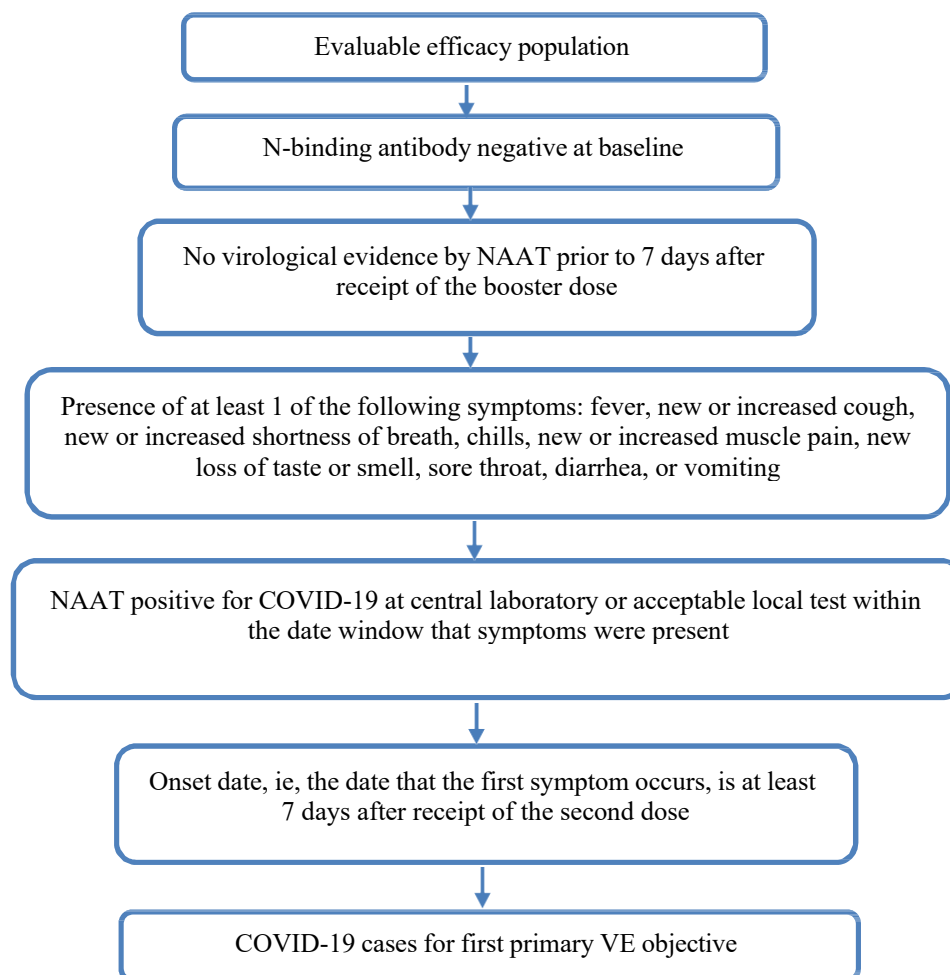 Evaluable efficacy population
N-binding antibody negative at baseline
No virological evidence by NAAT prior to 7 days after
receipt of the booster dose
Presence of at least 1 of the following symptoms: fever, new or increased cough,
new or increased shortness of breath, chills, new or increased muscle pain, new
loss of taste or smell, sore throat, diarrhea, or vomiting
NAAT positive for COVID-19 at central laboratory or acceptable local test within
the date window that symptoms were present
Onset date, ie, the date that the first symptom occurs, is at least
7 days after receipt of the second dose
COVID-19 cases for first primary VE objective